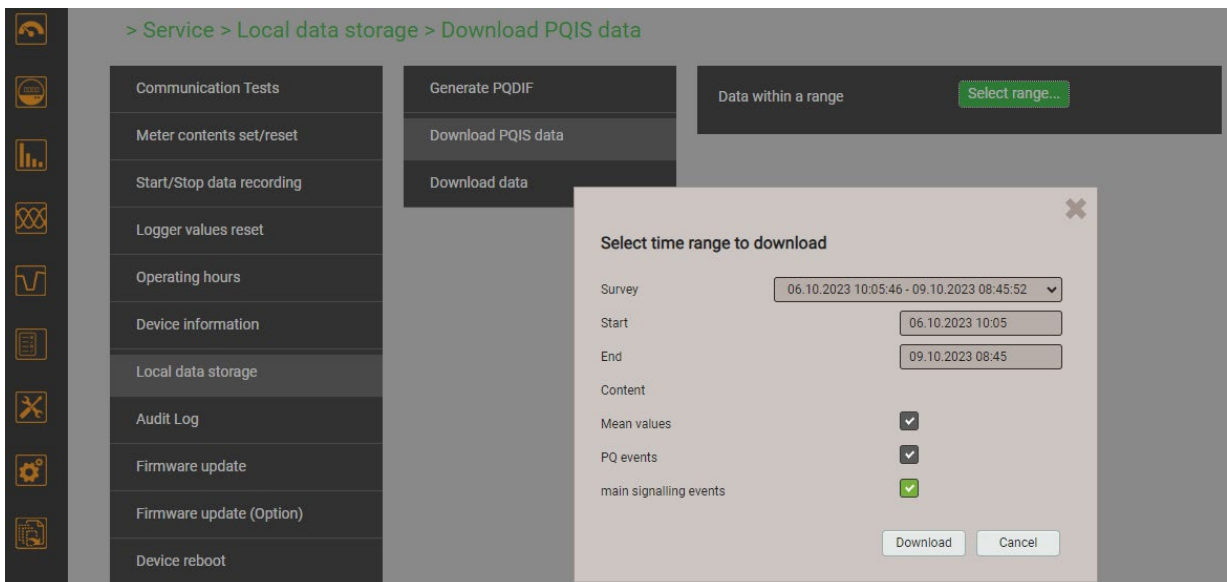 > Service > Local data storage > Download PQIS data
Communication Tests
Meter contents set/reset
Start/Stop data recording
Logger values reset
Operating hours
Device information
Local data storage
Audit Log
Firmware update
Firmware update (Option)
Device reboot
Generate PQDIF
Download PQIS data
Download data
Data within a range
Select range...
Select time range to download
Survey
06.10.2023 10:05:46 - 09.10.2023 08:45:52
Start
06.10.2023 10:05
End
09.10.2023 08:45
Content
Mean values
PQ events
main signalling events
Download
Cancel